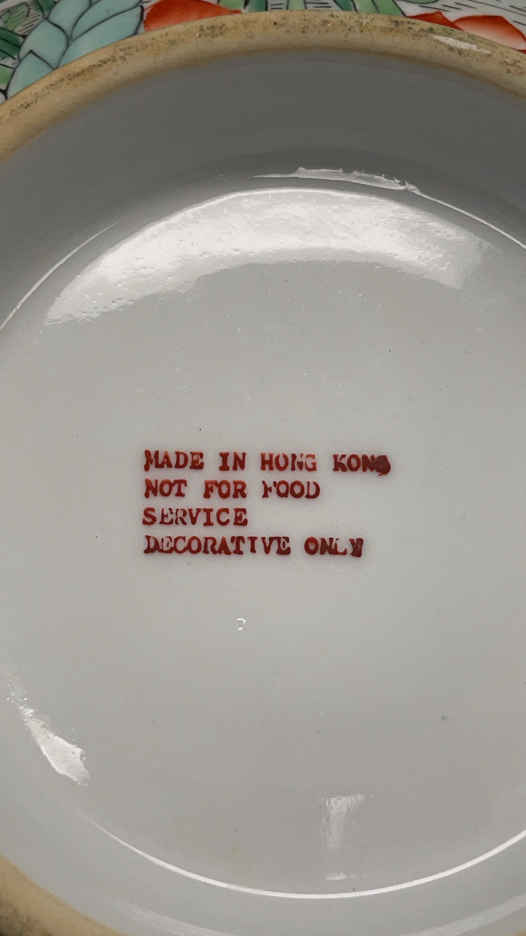 MADE IN HONG KONG
NOT FOR FOOD
SERVICE
DECORATIVE ONLY